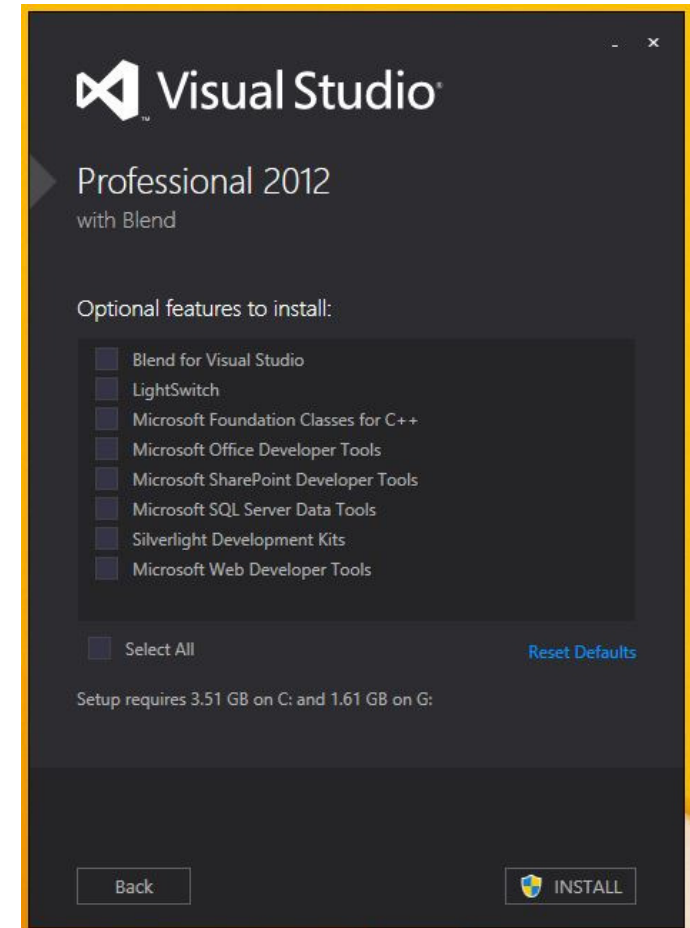 Visual Studio®
™
Professional 2012
with Blend
Optional features to install:
Blend for Visual Studio
LightSwitch
Microsoft Foundation Classes for C++
Microsoft Office Developer Tools
Microsoft SharePoint Developer Tools
Microsoft SQL Server Data Tools
Silverlight Development Kits
Microsoft Web Developer Tools
Select All
Reset Defaults
Setup requires 3.51 GB on C: and 1.61 GB on G:
Back
INSTALL